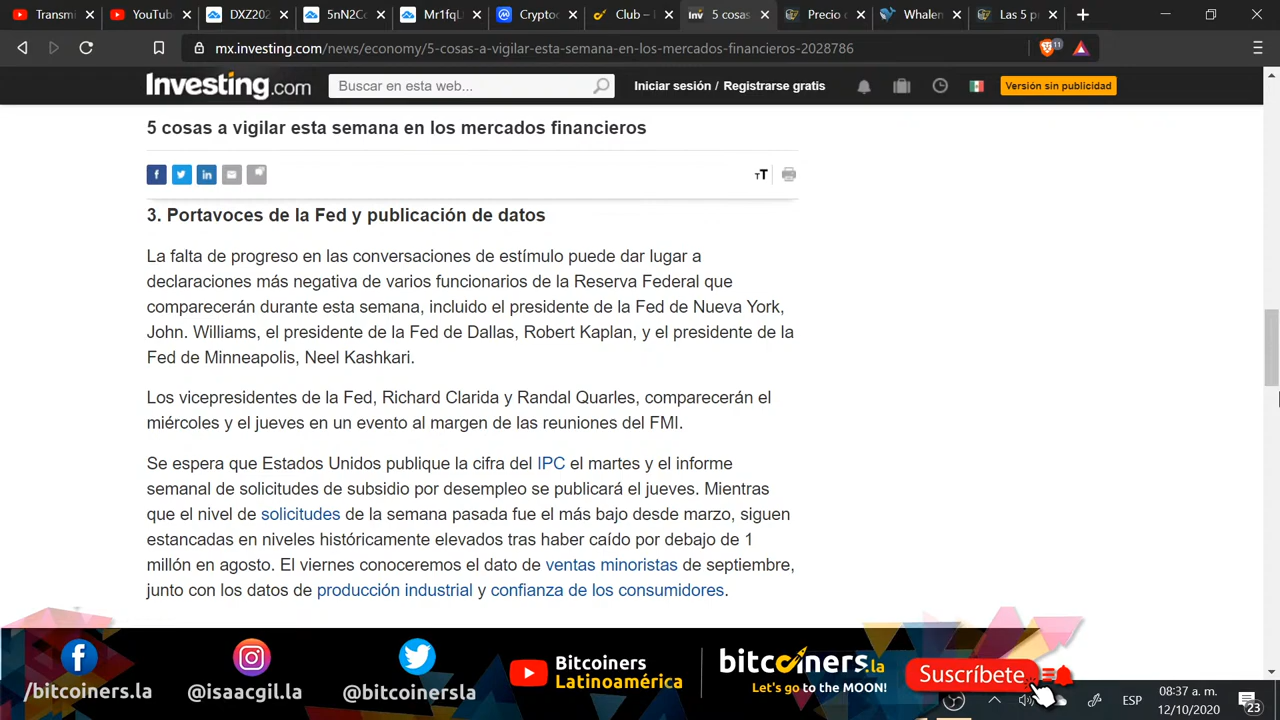 Transmi
YouTub
DXZ202
5nN2Cc
Mr1fqL
Cryptoc
Club —
5 cosas
Precio d
Whalen
Las 5 p
mx.investing.com/news/economy/5-cosas-a-vigilar-esta-semana-en-los-mercados-financieros-2028786
11
Investing.com
Buscar en esta web...
Iniciar sesión / Registrarse gratis
Versión sin publicidad
5 cosas a vigilar esta semana en los mercados financieros
TT
3. Portavoces de la Fed y publicación de datos
La falta de progreso en las conversaciones de estímulo puede dar lugar a
declaraciones más negativa de varios funcionarios de la Reserva Federal que
comparecerán durante esta semana, incluido el presidente de la Fed de Nueva York,
John. Williams, el presidente de la Fed de Dallas, Robert Kaplan, y el presidente de la
Fed de Minneapolis, Neel Kashkari.
Los vicepresidentes de la Fed, Richard Clarida y Randal Quarles, comparecerán el
miércoles y el jueves en un evento al margen de las reuniones del FMI.
Se espera que Estados Unidos publique la cifra del IPC el martes y el informe
semanal de solicitudes de subsidio por desempleo se publicará el jueves. Mientras
que el nivel de solicitudes de la semana pasada fue el más bajo desde marzo, siguen
estancadas en niveles históricamente elevados tras haber caído por debajo de 1
millón en agosto. El viernes conoceremos el dato de ventas minoristas de septiembre,
junto con los datos de producción industrial y confianza de los consumidores.
/bitcoiners.la
@isaacgil.la
@bitcoinersla
Bitcoiners
Latinoamérica
bitcoiners.la
Let's go to the MOON!
Suscríbete
ESP
08:37 a. m.
12/10/2020
23